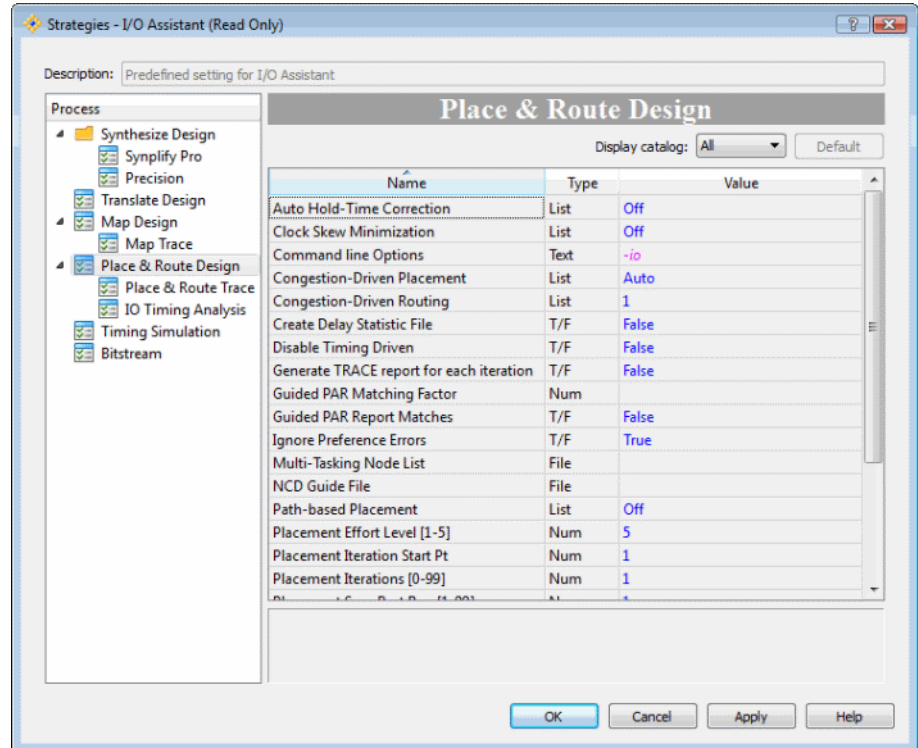 Strategies - I/O Assistant (Read Only)
Description: Predefined setting for I/O Assistant
Process
Synthesize Design
Synplify Pro
Precision
Translate Design
Map Design
Map Trace
Place & Route Design
Place & Route Trace
IO Timing Analysis
Timing Simulation
Bitstream
Place & Route Design
Display catalog: All Default
Name Type Value
Auto Hold-Time Correction List Off
Clock Skew Minimization List Off
Command line Options Text -io
Congestion-Driven Placement List Auto
Congestion-Driven Routing List 1
Create Delay Statistic File T/F False
Disable Timing Driven T/F False
Generate TRACE report for each iteration T/F False
Guided PAR Matching Factor Num
Guided PAR Report Matches T/F False
Ignore Preference Errors T/F True
Multi-Tasking Node List File
NCD Guide File File
Path-based Placement List Off
Placement Effort Level [1-5] Num 5
Placement Iteration Start Pt Num 1
Placement Iterations [0-99] Num 1
OK Cancel Apply Help